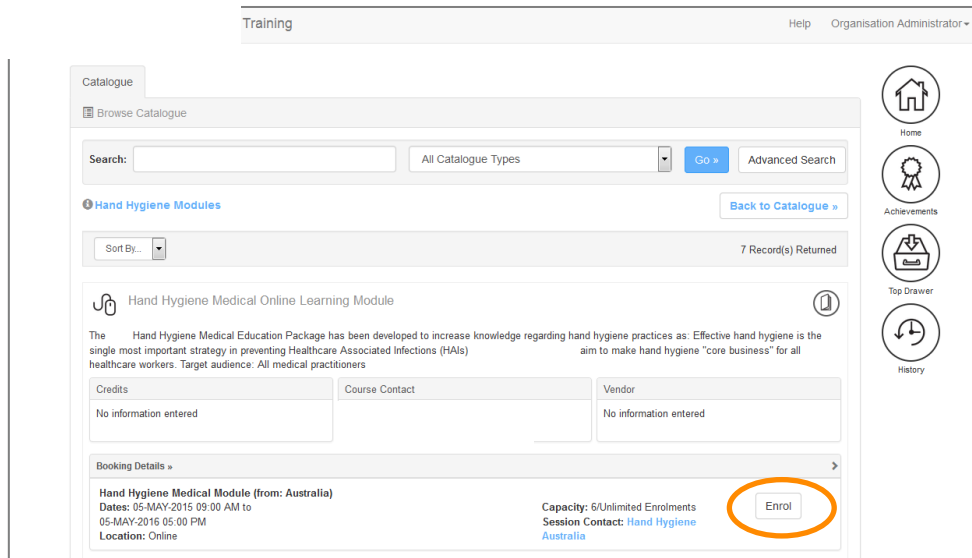 Training
Help Organisation Administrator
Catalogue
Browse Catalogue
Search: All Catalogue Types Go » Advanced Search
Hand Hygiene Modules Back to Catalogue »
Sort By... 7 Record(s) Returned
Hand Hygiene Medical Online Learning Module
The Hand Hygiene Medical Education Package has been developed to increase knowledge regarding hand hygiene practices as: Effective hand hygiene is the
single most important strategy in preventing Healthcare Associated Infections (HAIs) aim to make hand hygiene "core business" for all
healthcare workers. Target audience: All medical practitioners
Credits Course Contact Vendor
No information entered No information entered
Booking Details »
Hand Hygiene Medical Module (from: Australia)
Dates: 05-MAY-2015 09:00 AM to
05-MAY-2016 05:00 PM
Location: Online
Capacity: 6/Unlimited Enrolments
Session Contact: Hand Hygiene
Australia
Enrol
Home
Achievements
Top Drawer
History